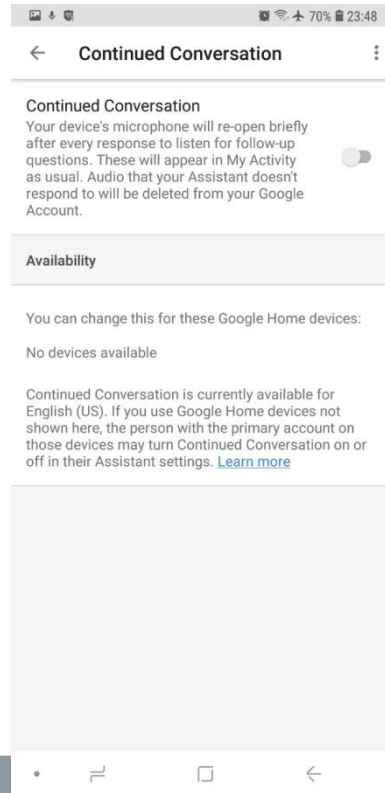 70% 23:48
Continued Conversation
Continued Conversation
Your device's microphone will re-open briefly
after every response to listen for follow-up
questions. These will appear in My Activity
as usual. Audio that your Assistant doesn't
respond to will be deleted from your Google
Account.
Availability
You can change this for these Google Home devices:
No devices available
Continued Conversation is currently available for
English (US). If you use Google Home devices not
shown here, the person with the primary account on
those devices may turn Continued Conversation on or
off in their Assistant settings. Learn more